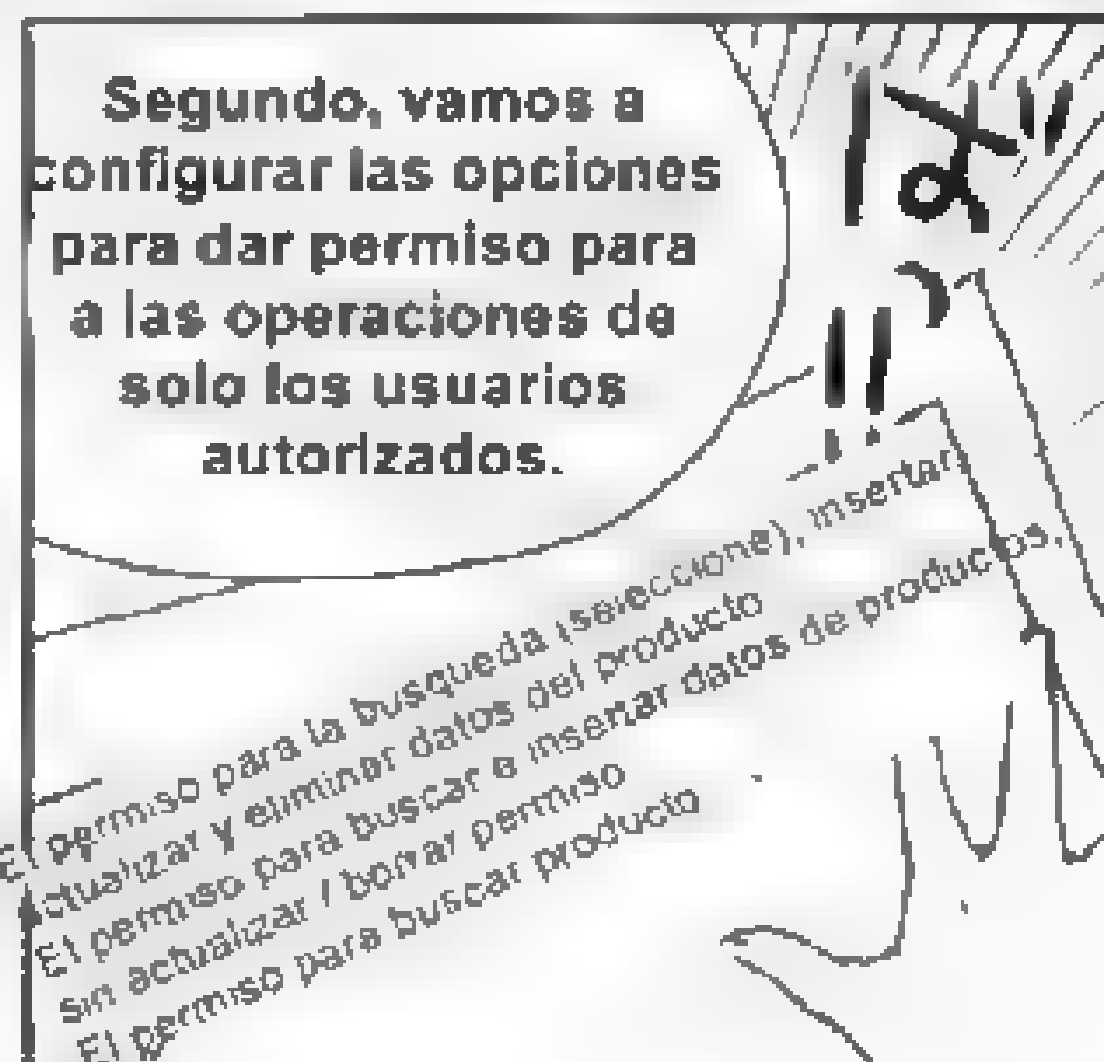 Segundo, vamos a
configurar las opciones
para dar permiso para
a las operaciones de
solo los usuarios
autorizados.
El permiso para la busqueda (seleccione), insertar,
actualizar y eliminar datos del producto
El permiso para buscar e insertar datos de productos,
sin actualizar / borrar permiso
El permiso para buscar producto